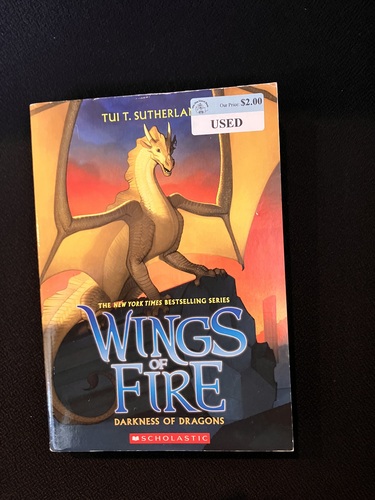 TUI T. SUTHERLAN
Our Price: $2.00
USED
THE NEW YORK TIMES BESTSELLING SERIES
WINGS
OF
FIRE
DARKNESS OF DRAGONS
SCHOLASTIC